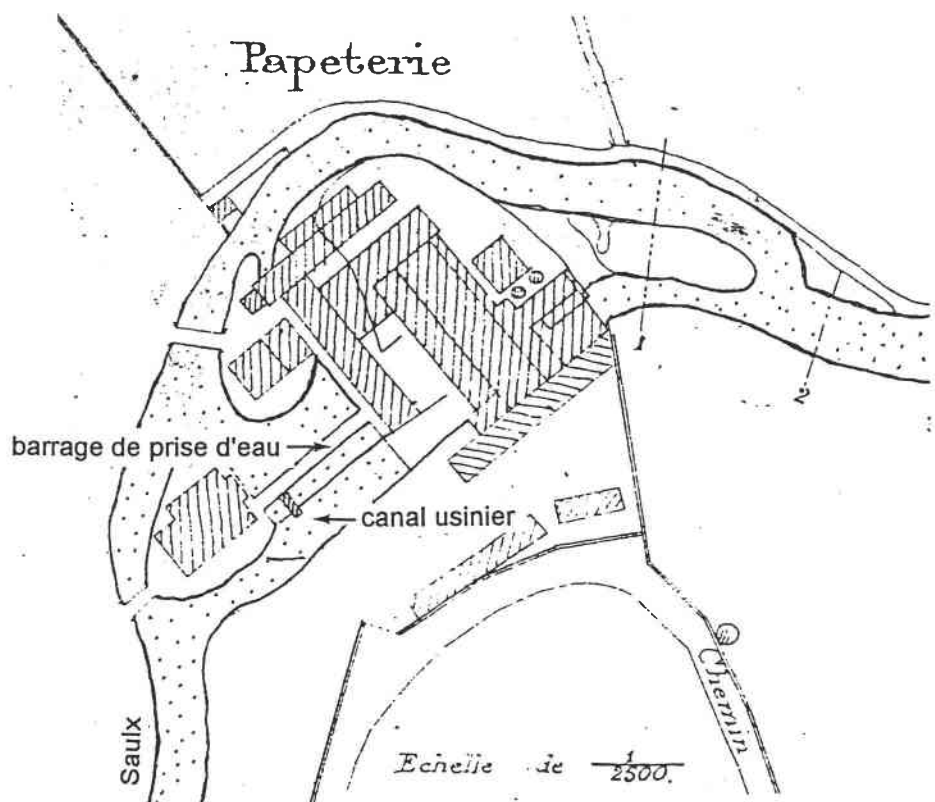 Papeterie
1
2
barrage de prise d'eau
canal usinier
Chemin
Saulx
Echelle de 1/2500.